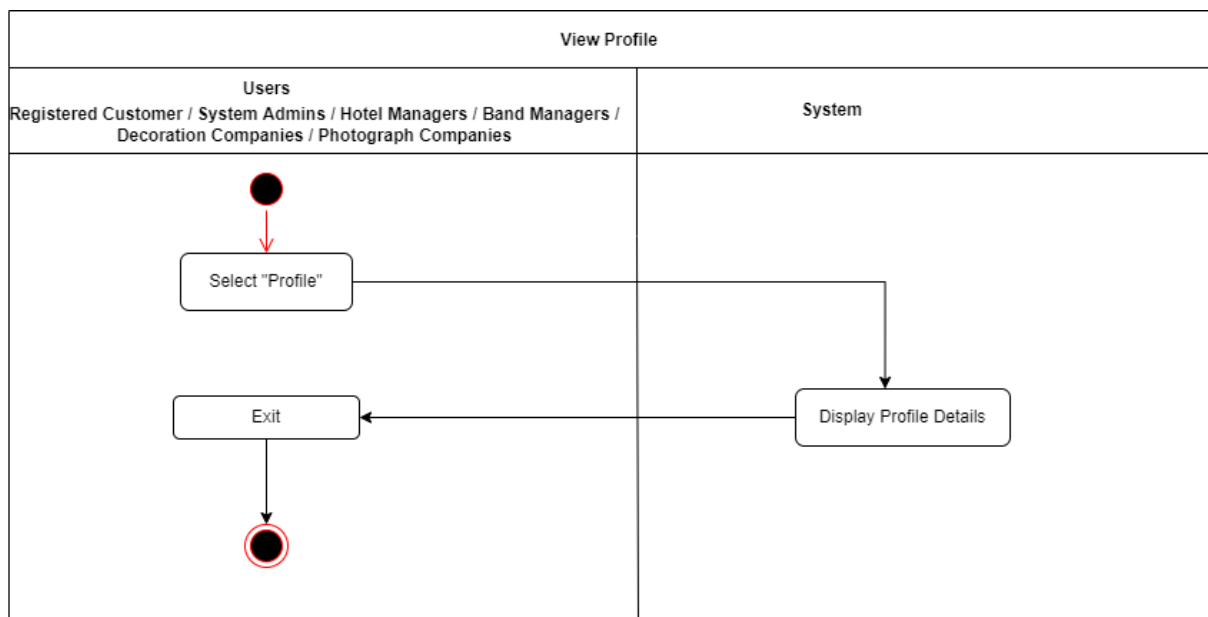 View Profile
Users
Registered Customer / System Admins / Hotel Managers / Band Managers /
Decoration Companies / Photograph Companies
System
Select "Profile"
Exit
Display Profile Details